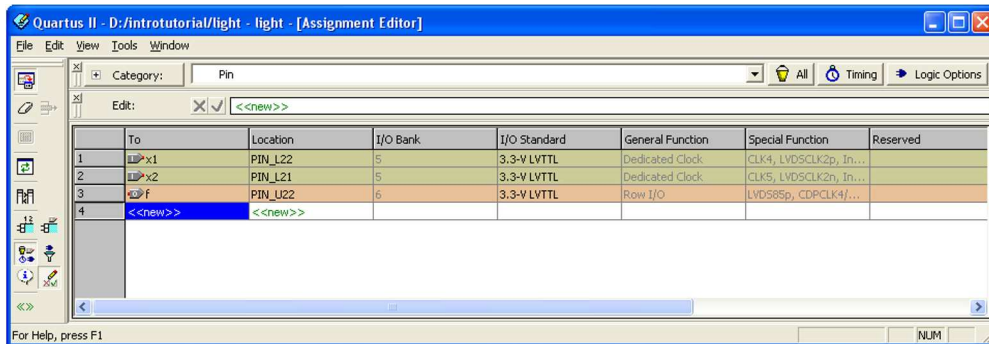 Quartus II - D:/introtutorial/light - light - [Assignment Editor]
File Edit View Tools Window
Category: Pin All Timing Logic Options
Edit: <<new>>
To Location I/O Bank I/O Standard General Function Special Function Reserved
1 x1 PIN_L22 5 3.3-V LVTTL Dedicated Clock CLK4, LVDSCLK2p, In...
2 x2 PIN_L21 5 3.3-V LVTTL Dedicated Clock CLK5, LVDSCLK2n, In...
3 f PIN_U22 6 3.3-V LVTTL Row I/O LVDS85p, CDPCLK4/...
4 <<new>> <<new>>
For Help, press F1 NUM